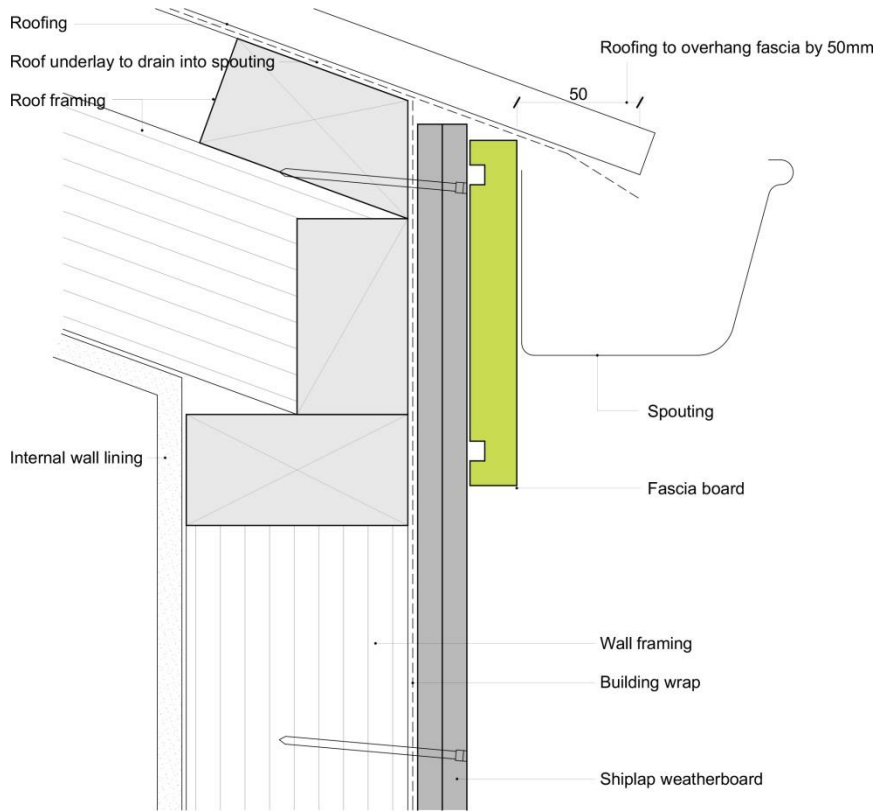 Roofing
Roofing to overhang fascia by 50mm
Roof underlay to drain into spouting
50
Roof framing
Spouting
Internal wall lining
Fascia board
Wall framing
Building wrap
Shiplap weatherboard